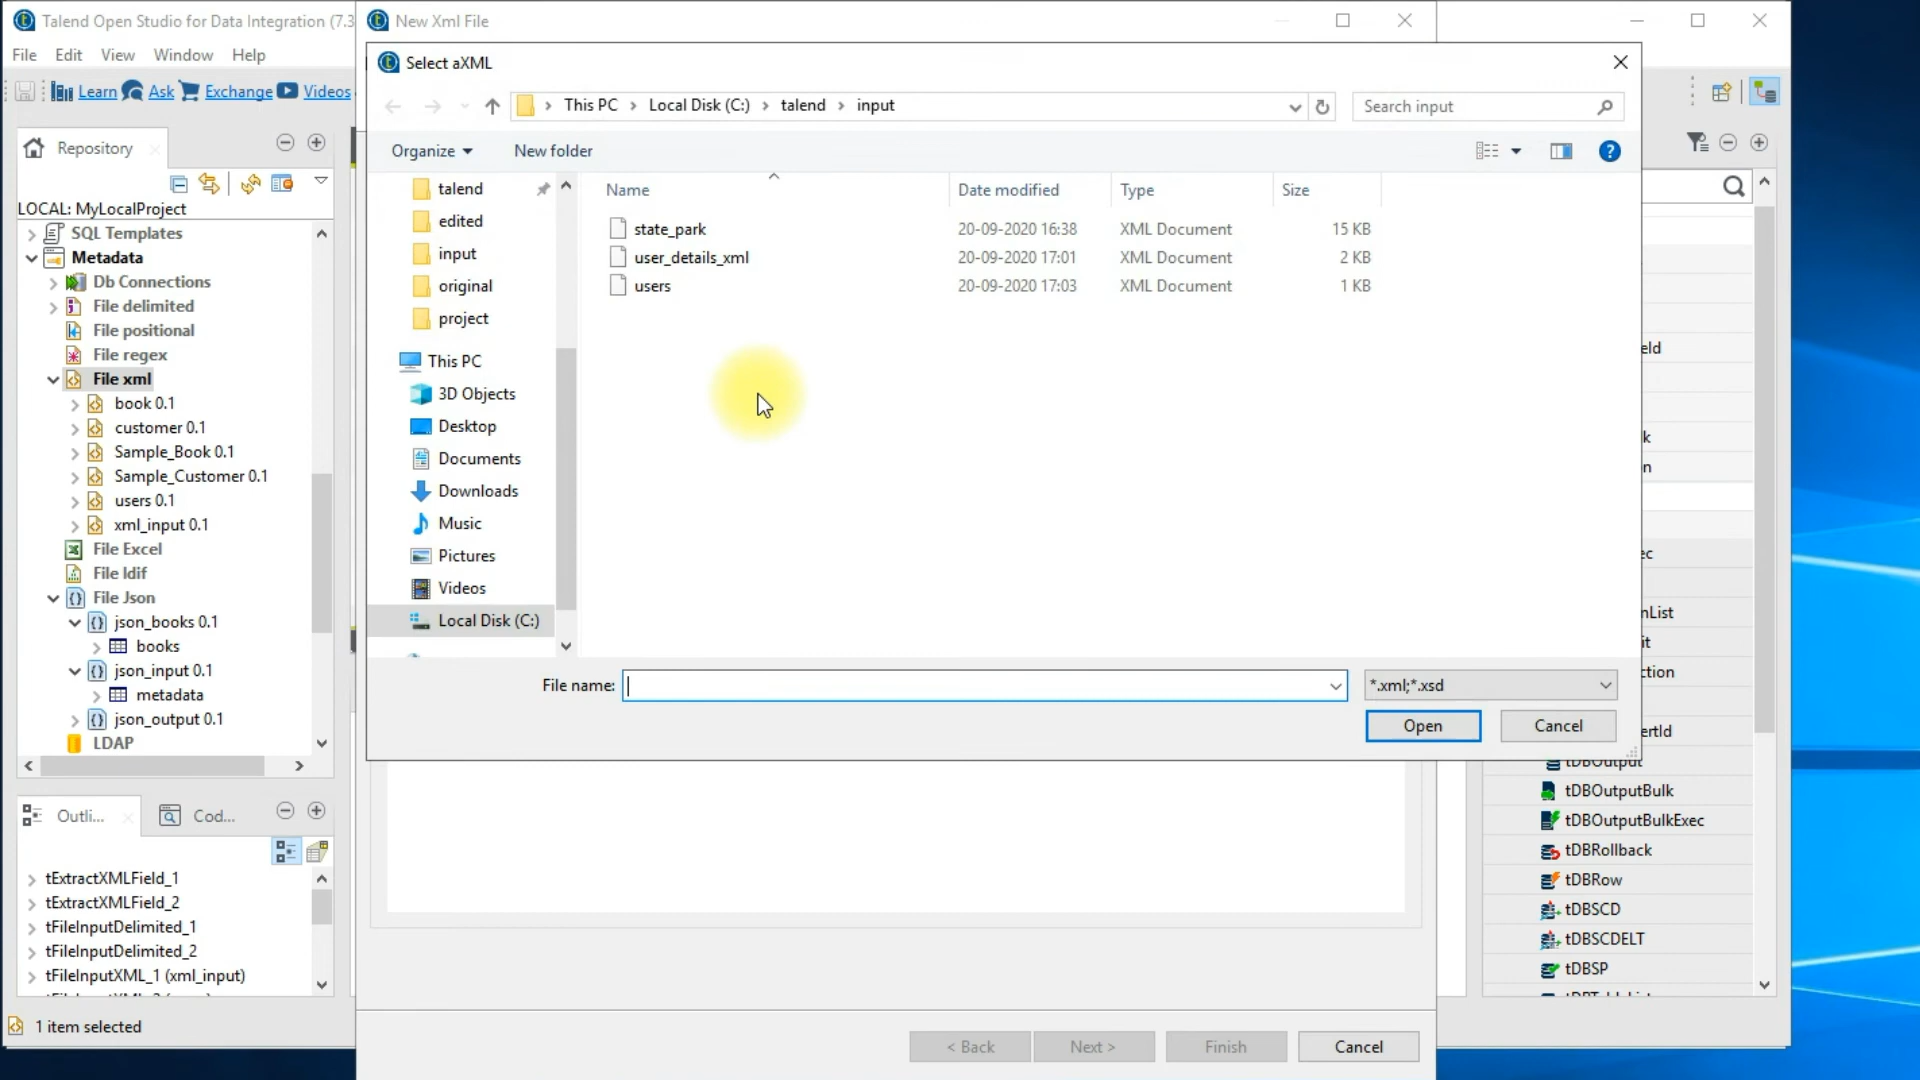 Talend Open Studio for Data Integration (7.3
New Xml File
File Edit View Window Help
Learn Ask Exchange Videos
Repository
LOCAL: MyLocalProject
SQL Templates
Metadata
Db Connections
File delimited
File positional
File regex
File xml
book 0.1
customer 0.1
Sample_Book 0.1
Sample_Customer 0.1
users 0.1
xml_input 0.1
File Excel
File ldif
File Json
json_books 0.1
books
json_input 0.1
metadata
json_output 0.1
LDAP
Outli... Cod...
tExtractXMLField_1
tExtractXMLField_2
tFileInputDelimited_1
tFileInputDelimited_2
tFileInputXML_1 (xml_input)
1 item selected
Select aXML
This PC Local Disk (C:) talend input
Search input
Organize New folder
talend
edited
input
original
project
This PC
3D Objects
Desktop
Documents
Downloads
Music
Pictures
Videos
Local Disk (C:)
Name Date modified Type Size
state_park 20-09-2020 16:38 XML Document 15 KB
user_details_xml 20-09-2020 17:01 XML Document 2 KB
users 20-09-2020 17:03 XML Document 1 KB
File name: *.xml;*.xsd
Open Cancel
< Back Next > Finish Cancel
eld
k
n
ec
nList
it
ction
ertId
tDBOutput
tDBOutputBulk
tDBOutputBulkExec
tDBRollback
tDBRow
tDBSCD
tDBSCDELT
tDBSP